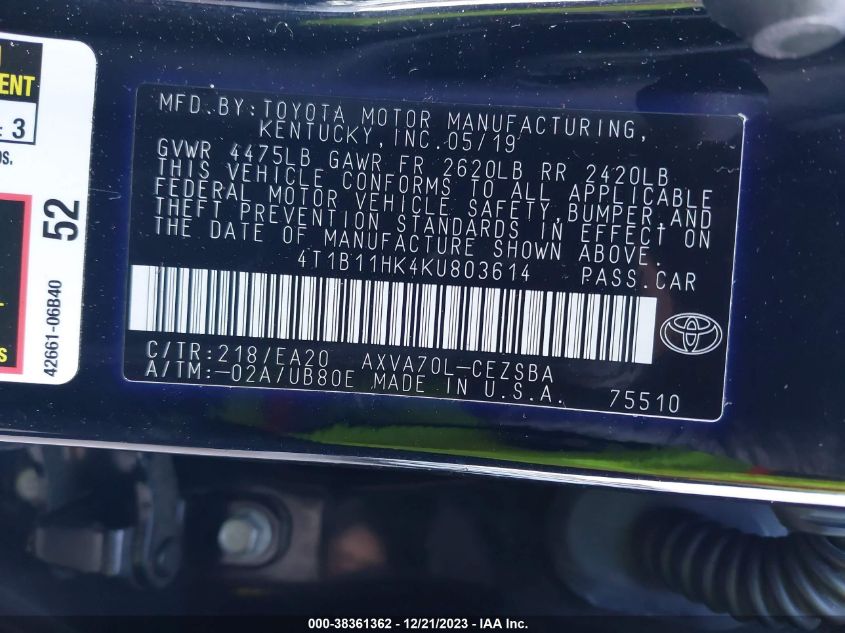 ENT
: 3
OS.
52
42661-06B40
s
MFD.BY:TOYOTA MOTOR MANUFACTURING,
KENTUCKY,INC.05/19
GVWR 4475LB GAWR FR 2620LB RR 2420LB
THIS VEHICLE CONFORMS TO ALL APPLICABLE
FEDERAL MOTOR VEHICLE SAFETY,BUMPER,AND
THEFT PREVENTION STANDARDS IN EFFECT ON
THE DATE OF MANUFACTURE SHOWN ABOVE.
4T1B11HK4KU803614 PASS.CAR
C/TR:218/EA20 AXVA70L-CEZSBA
A/TM:-02A/UB80E MADE IN U.S.A. 75510
000-38361362 - 12/21/2023 - IAA Inc.